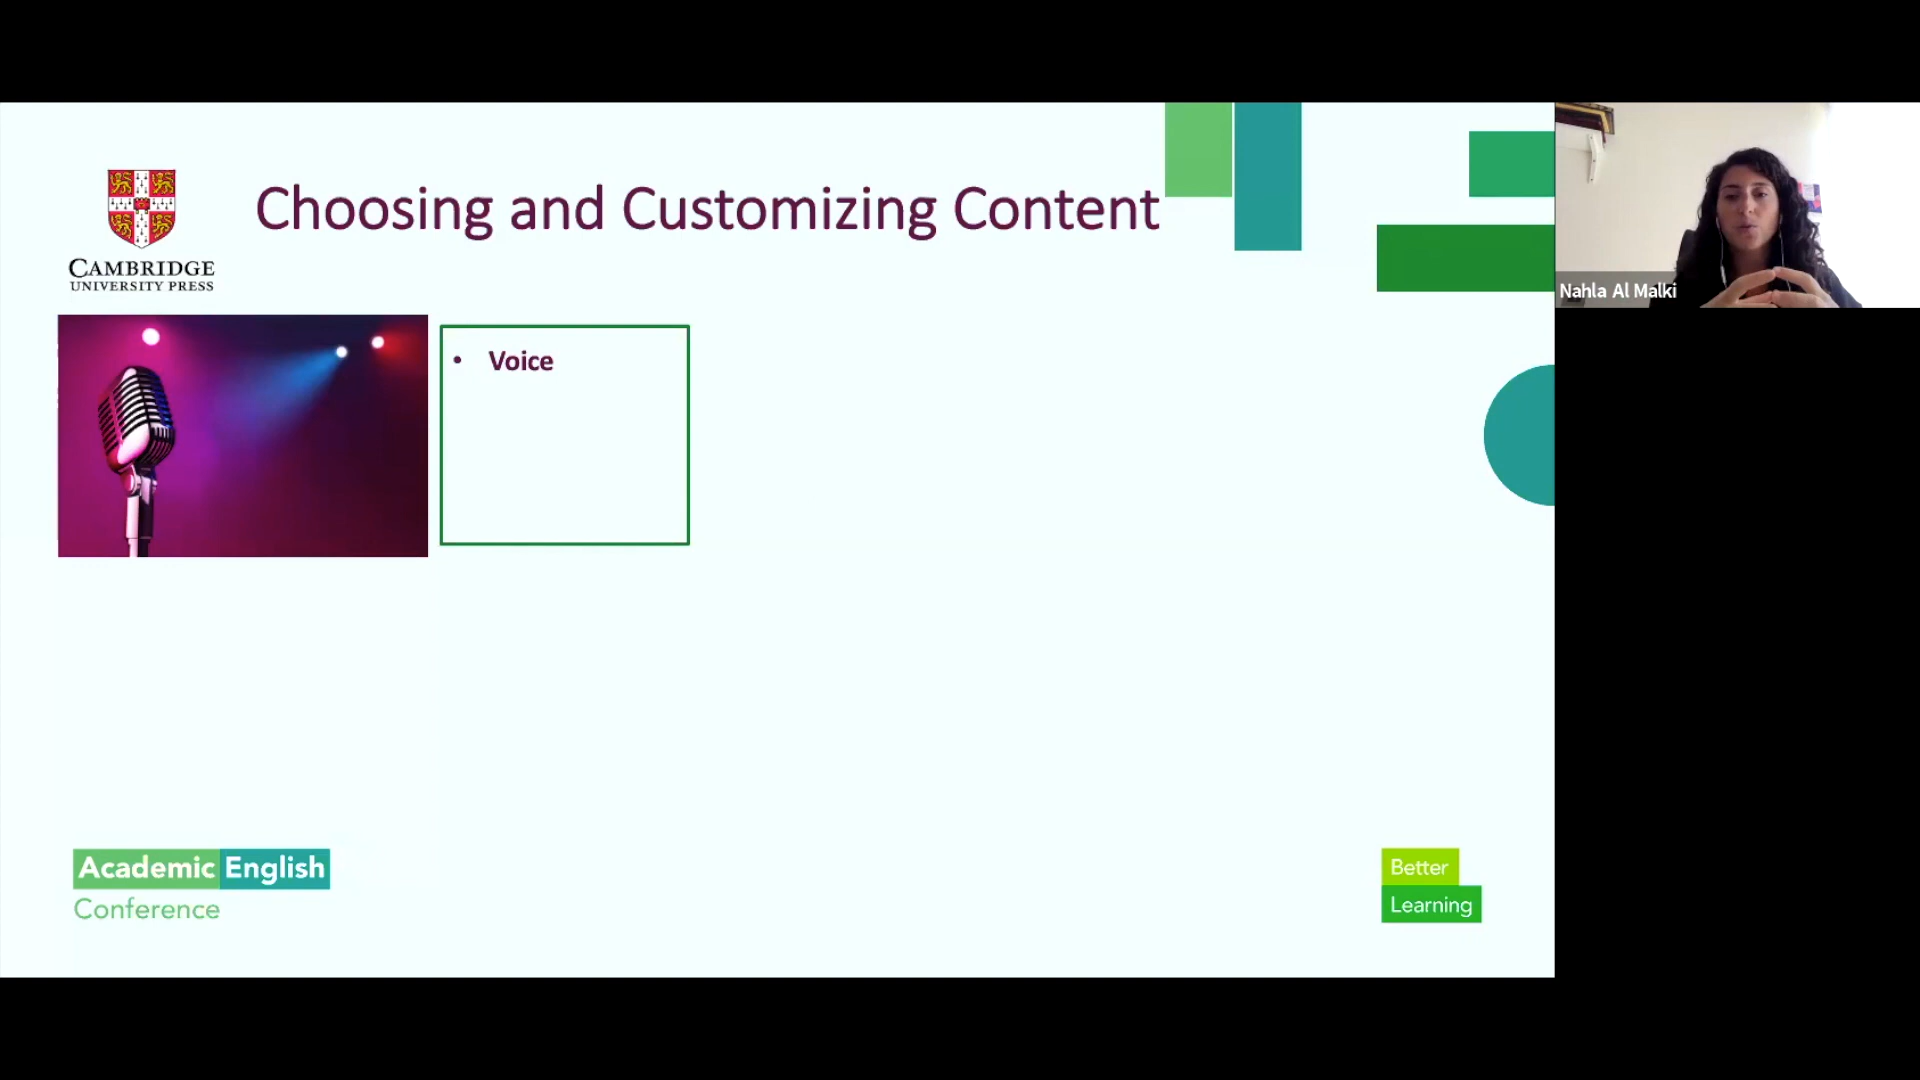 Choosing and Customizing Content
CAMBRIDGE
UNIVERSITY PRESS
Nahla Al Malki
• Voice
Academic English
Conference
Better
Learning